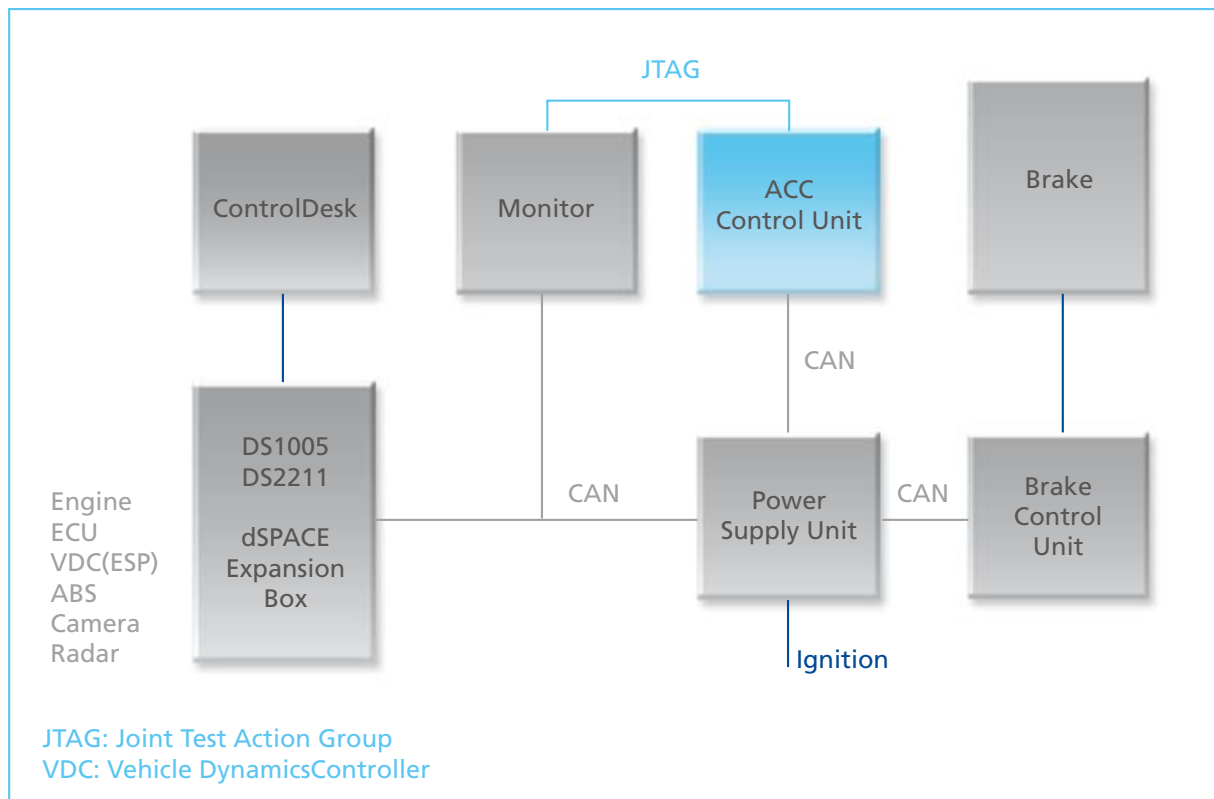 JTAG
ControlDesk
Monitor
ACC
Control Unit
Brake
CAN
DS1005
DS2211
dSPACE
Expansion
Box
Engine
ECU
VDC(ESP)
ABS
Camera
Radar
CAN
Power
Supply Unit
CAN
Brake
Control
Unit
Ignition
JTAG: Joint Test Action Group
VDC: Vehicle DynamicsController